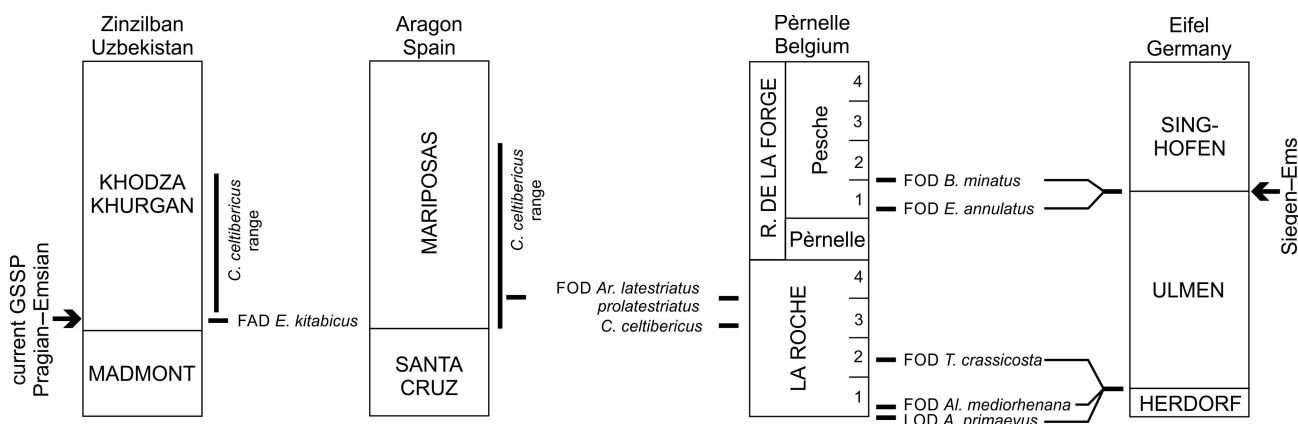 Zinzilban
Uzbekistan
KHODZA
KHURGAN
MADMONT
C. celtibericus
range
FAD E. kitabicus
current GSSP
Pragian–Emsian
Aragon
Spain
MARIPOSAS
SANTA
CRUZ
C. celtibericus
range
FOD Ar. latestriatus
prolatestriatus
C. celtibericus
Pèrnelle
Belgium
R. DE LA FORGE
Pesche
4
3
2
1
Pèrnelle
LA ROCHE
4
3
2
1
FOD B. minatus
FOD E. annulatus
FOD T. crassicosta
FOD Al. mediorhenana
LOD A. primaevus
Eifel
Germany
SING-
HOFEN
ULMEN
HERDORF
Siegen–Ems